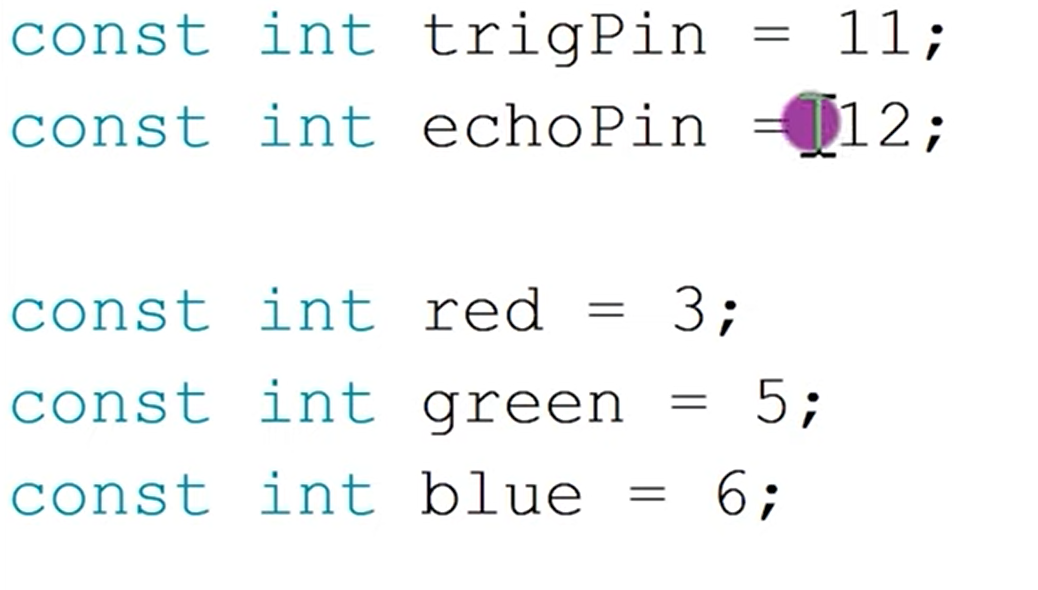 const int trigPin = 11;
const int echoPin = 12;
const int red = 3;
const int green = 5;
const int blue = 6;